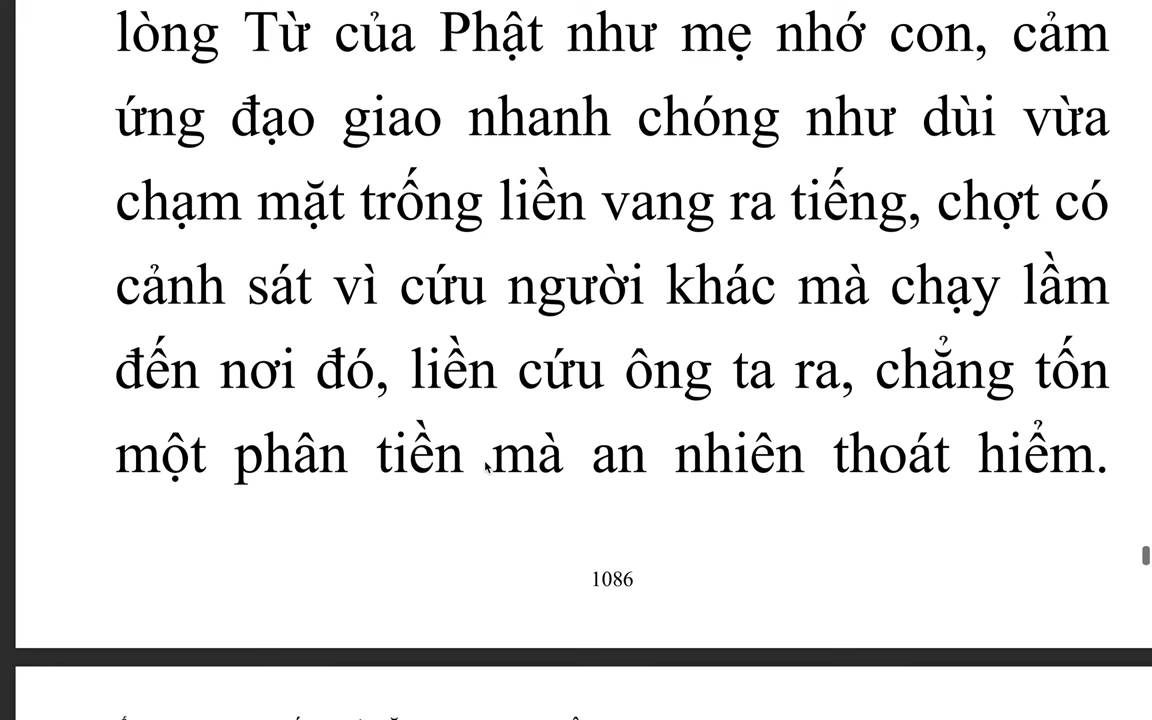 lòng Từ của Phật như mẹ nhớ con, cảm
ứng đạo giao nhanh chóng như dùi vừa
chạm mặt trống liền vang ra tiếng, chợt có
cảnh sát vì cứu người khác mà chạy lầm
đến nơi đó, liền cứu ông ta ra, chẳng tốn
một phân tiền mà an nhiên thoát hiểm.
1086